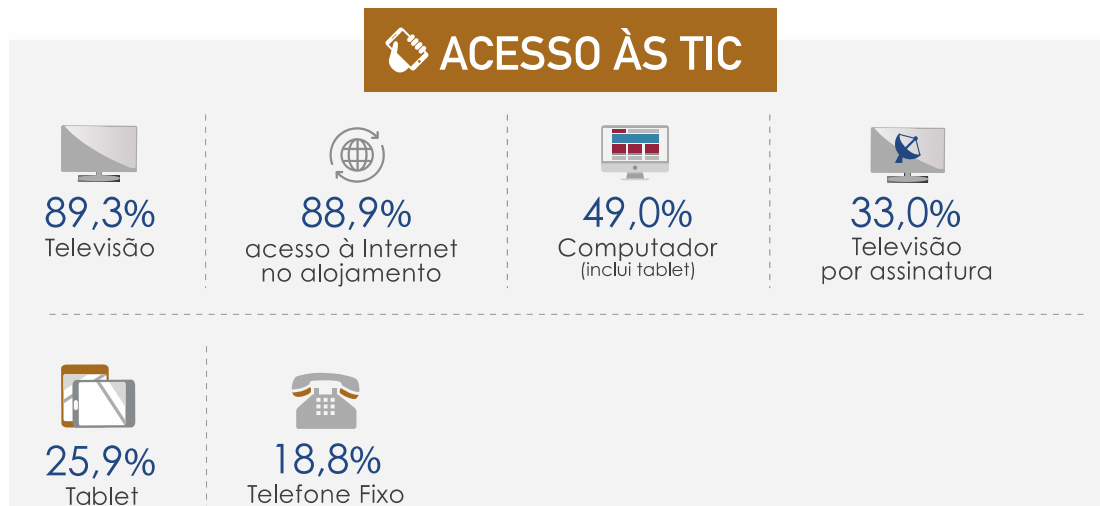 ACESSO ÀS TIC
89,3%
Televisão
88,9%
acesso à Internet
no alojamento
49,0%
Computador
(inclui tablet)
33,0%
Televisão
por assinatura
25,9%
Tablet
18,8%
Telefone Fixo